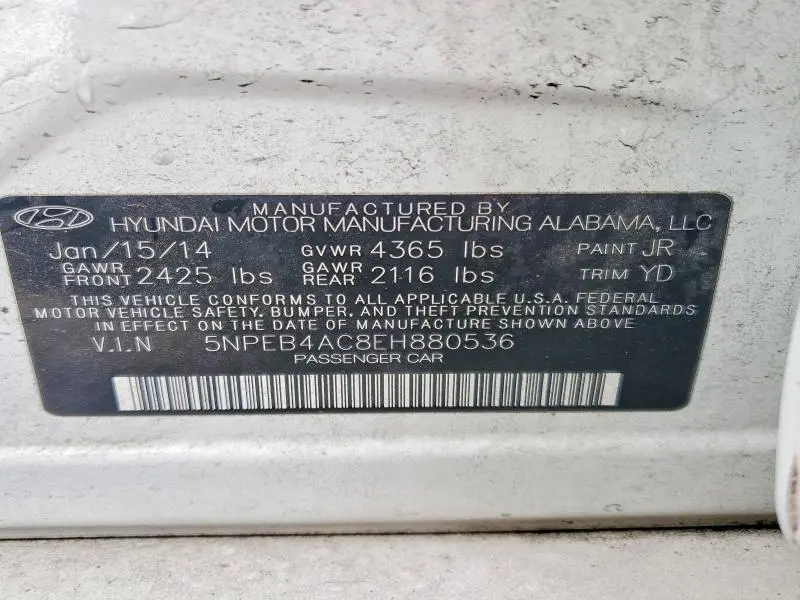 MANUFACTURED BY
HYUNDAI MOTOR MANUFACTURING ALABAMA, LLC
Jan/15/14 GVWR 4365 lbs PAINT JR
GAWR FRONT 2425 lbs GAWR REAR 2116 lbs TRIM YD
THIS VEHICLE CONFORMS TO ALL APPLICABLE U.S.A. FEDERAL
MOTOR VEHICLE SAFETY, BUMPER, AND THEFT PREVENTION STANDARDS
IN EFFECT ON THE DATE OF MANUFACTURE SHOWN ABOVE
V.I.N 5NPEB4AC8EH880536
PASSENGER CAR